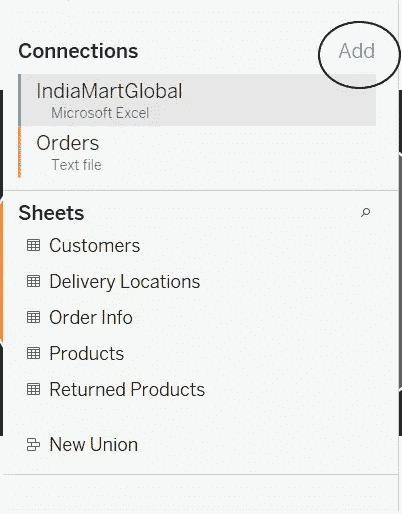 Connections
Add
IndiaMartGlobal
Microsoft Excel
Orders
Text file
Sheets
Customers
Delivery Locations
Order Info
Products
Returned Products
New Union